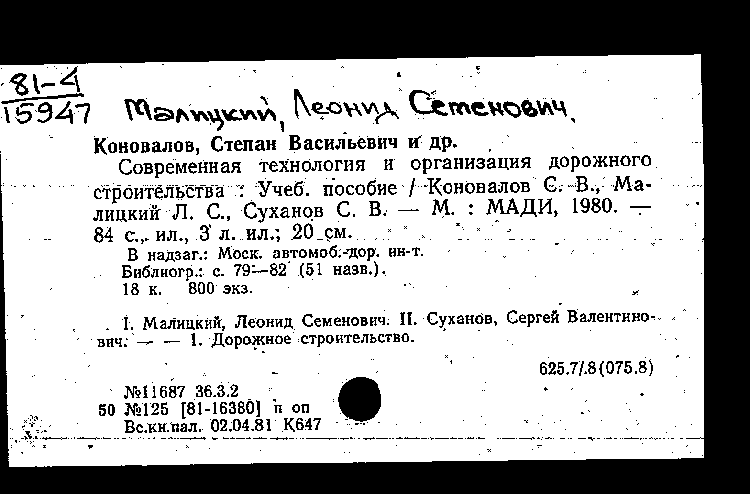 81-4
15947
Малицкий, Леонид Семенович.
Коновалов, Степан Васильевич и др.
Современная технология и организация дорожного
строительства : Учеб. пособие / Коновалов С. В., Ма-
лицкий Л. С., Суханов С. В. — М. : МАДИ, 1980. —
84 с., ил., 3 л. ил.; 20 см.
В надзаг.: Моск. автомоб.-дор. ин-т.
Библиогр.: с. 79—82 (51 назв.).
18 к. 800 экз.
I. Малицкий, Леонид Семенович. II. Суханов, Сергей Валентино-
вич. — — 1. Дорожное строительство.
625.7/.8(075.8)
№11687 36.3.2
50 №125 [81-16380] п оп
Вс.кн.пал. 02.04.81 К647